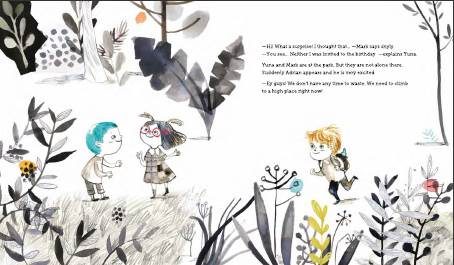 —Hi! What a surprise! I thought that... —Mark says shyly.
—You see... Neither I was invited to the birthday —explains Yuna.
Yuna and Mark are at the park. But they are not alone there.
Suddenly Adrian appears and he is very excited.
—Ey guys! We don't have any time to waste. We need to climb
to a high place right now!